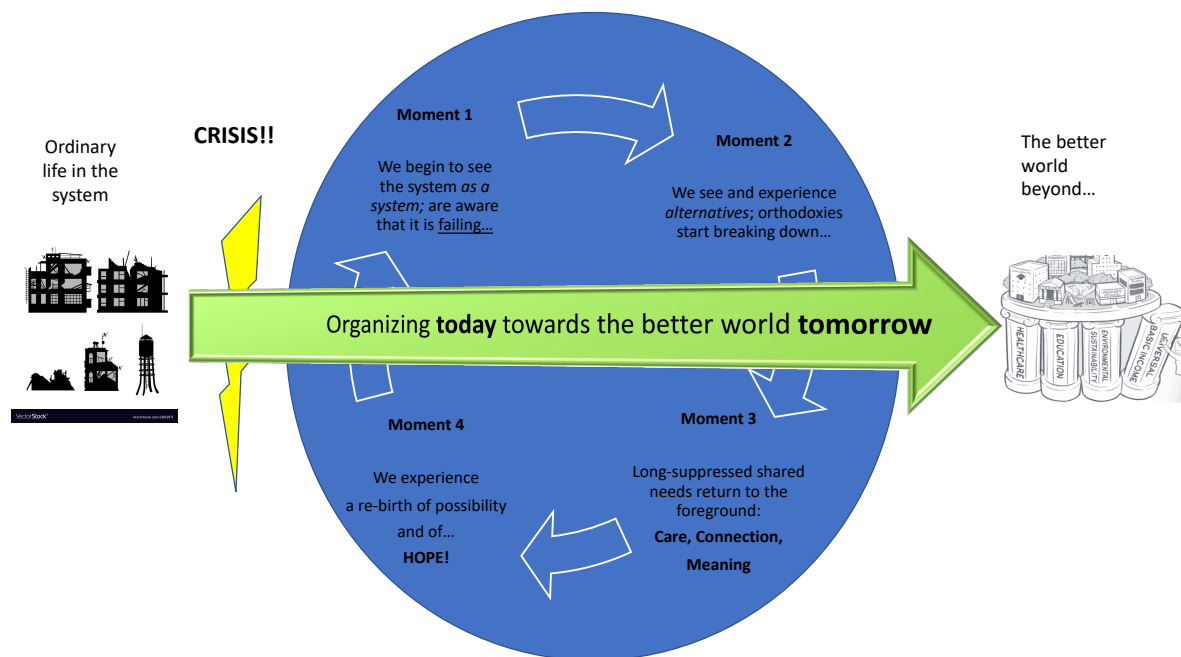 Ordinary
life in the
system
CRISIS!!
Moment 1
We begin to see
the system as a
system; are aware
that it is failing…
Moment 2
We see and experience
alternatives; orthodoxies
start breaking down…
The better
world
beyond…
Organizing today towards the better world tomorrow
HEALTHCARE
EDUCATION
ENVIRONMENTAL
SUSTAINABILITY
UNIVERSAL
BASIC INCOME
VectorStock®
Moment 4
We experience
a re-birth of possibility
and of…
HOPE!
Moment 3
Long-suppressed shared
needs return to the
foreground:
Care, Connection,
Meaning